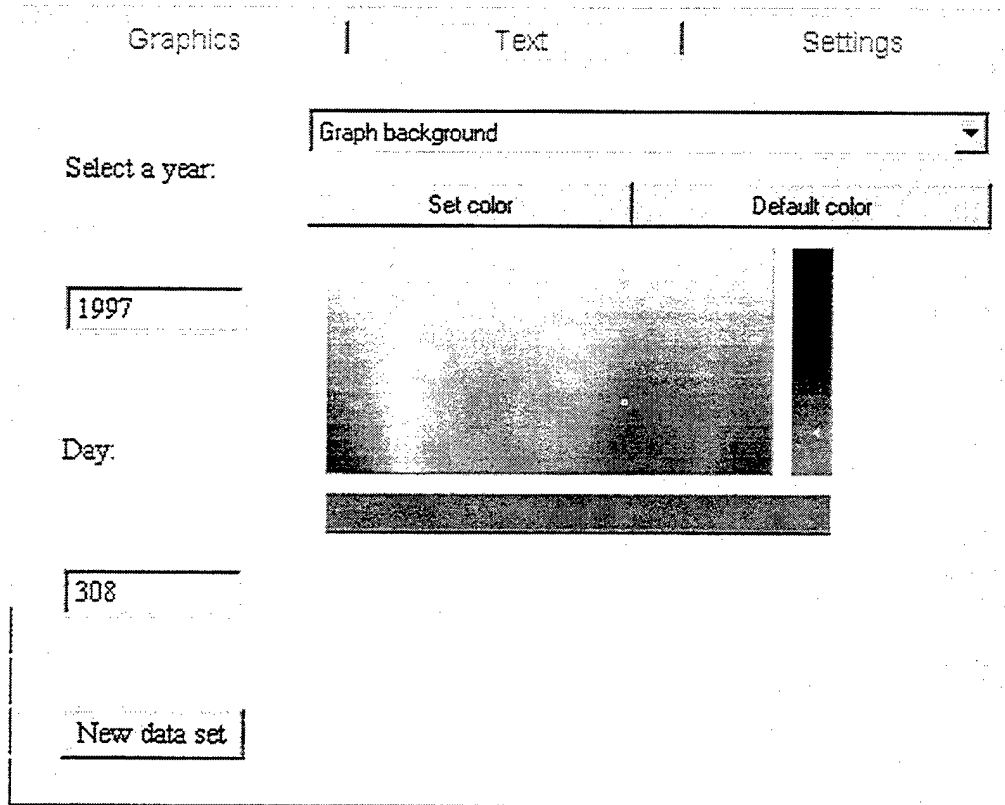 Graphics | Text | Settings
Graph background
Select a year:
Set color Default color
1997
Day:
308
New data set